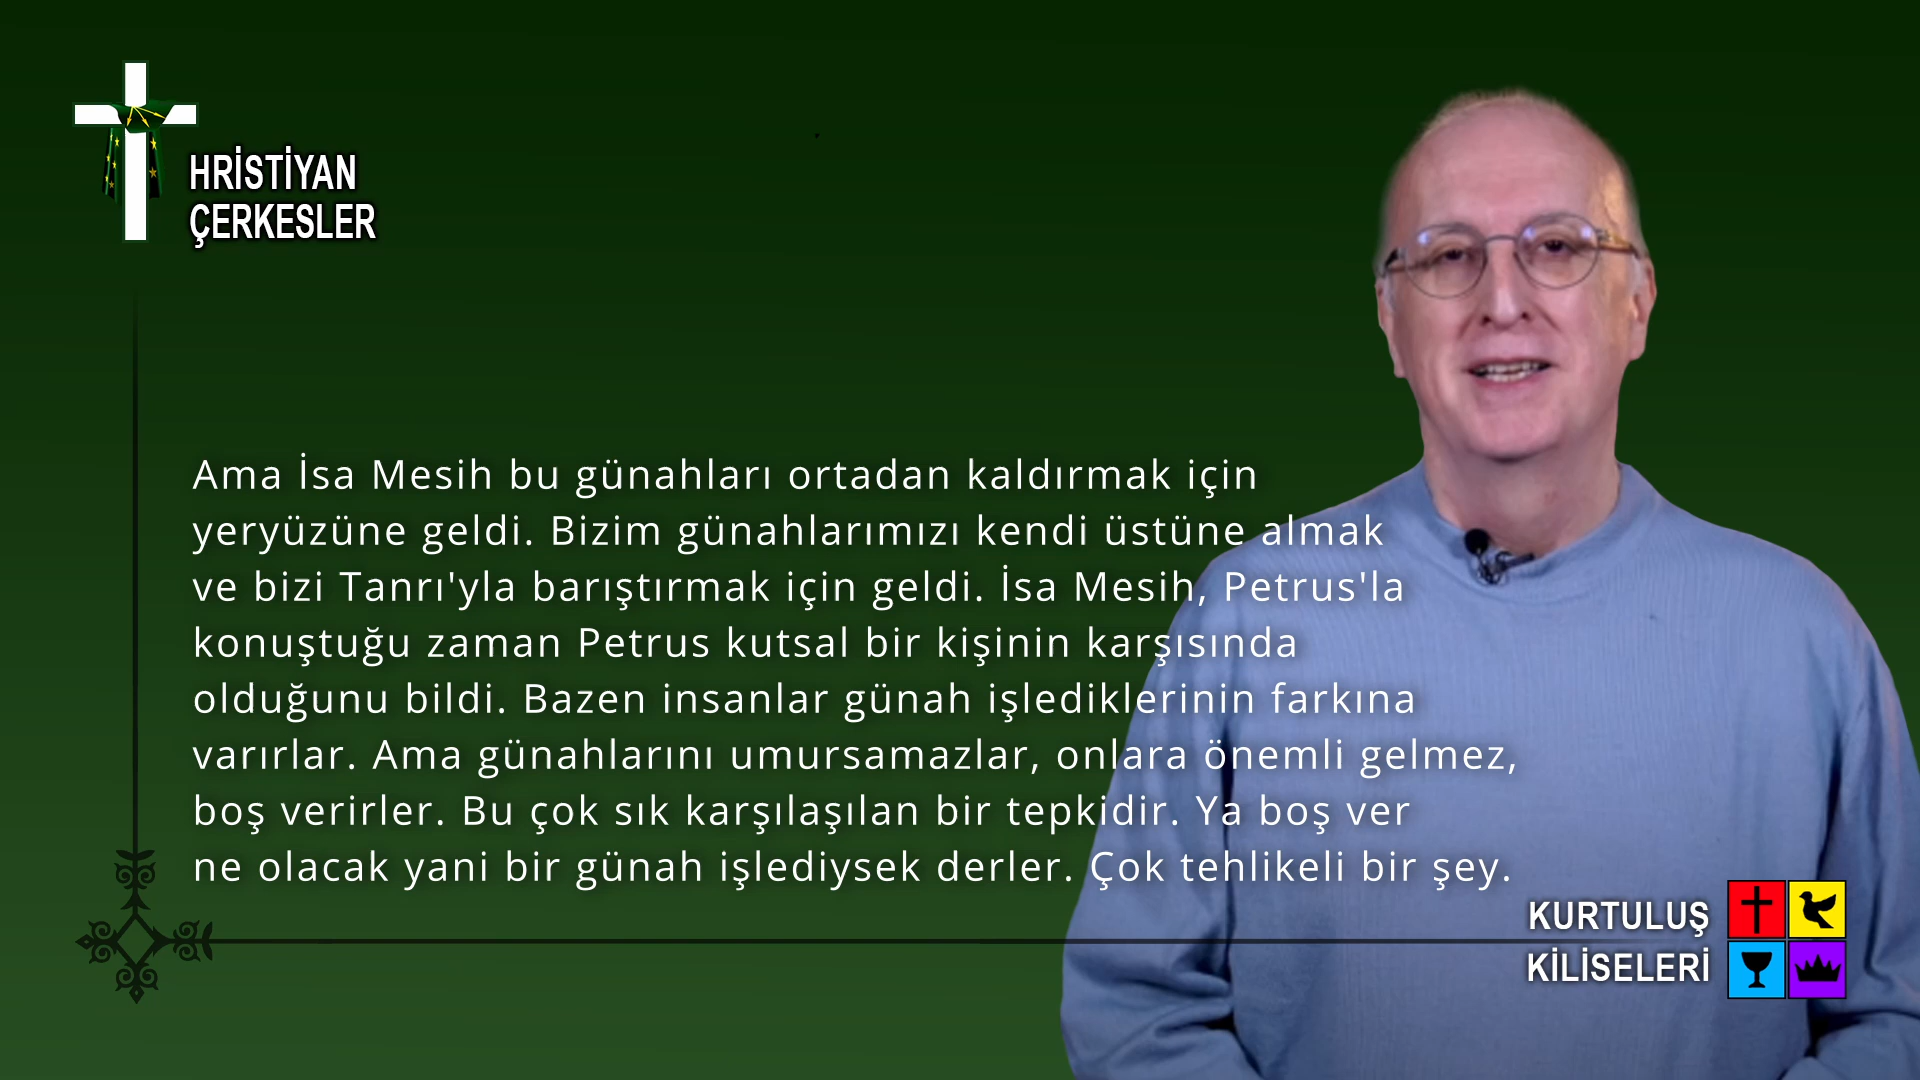 HRİSTİYAN
ÇERKESLER
Ama İsa Mesih bu günahları ortadan kaldırmak için
yeryüzüne geldi. Bizim günahlarımızı kendi üstüne almak
ve bizi Tanrı'yla barıştırmak için geldi. İsa Mesih, Petrus'la
konuştuğu zaman Petrus kutsal bir kişinin karşısında
olduğunu bildi. Bazen insanlar günah işlediklerinin farkına
varırlar. Ama günahlarını umursamazlar, onlara önemli gelmez,
boş verirler. Bu çok sık karşılaşılan bir tepkidir. Ya boş ver
ne olacak yani bir günah işlediysek derler. Çok tehlikeli bir şey.
KURTULUŞ
KİLİSELERİ